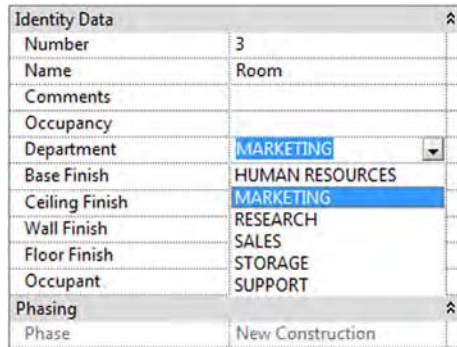 Identity Data
Number 3
Name Room
Comments
Occupancy
Department MARKETING
Base Finish HUMAN RESOURCES
Ceiling Finish MARKETING
Wall Finish RESEARCH
SALES
Floor Finish STORAGE
Occupant SUPPORT
Phasing
Phase New Construction